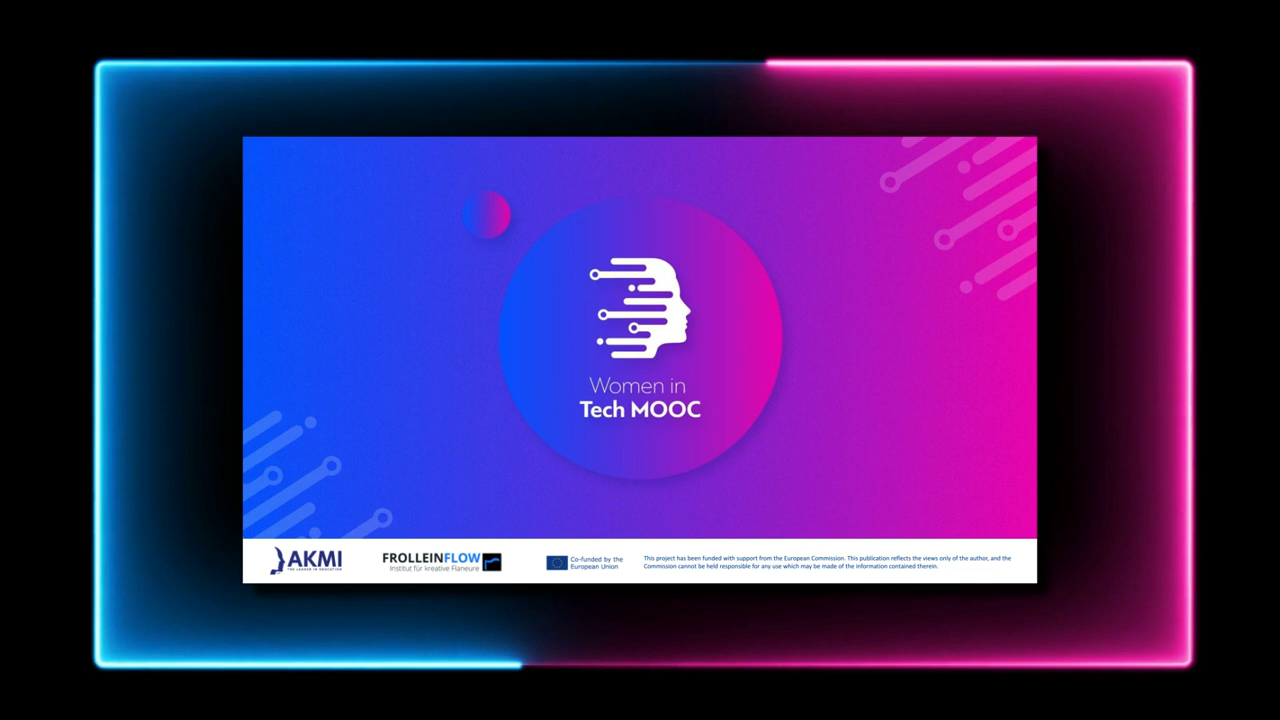 Women in
Tech MOOC
AKMI
THE LEADER IN EDUCATION
FROLLEINFLOW
Institut für kreative Flaneure
Co-funded by the
European Union
This project has been funded with support from the European Commission. This publication reflects the views only of the author, and the
Commission cannot be held responsible for any use which may be made of the information contained therein.